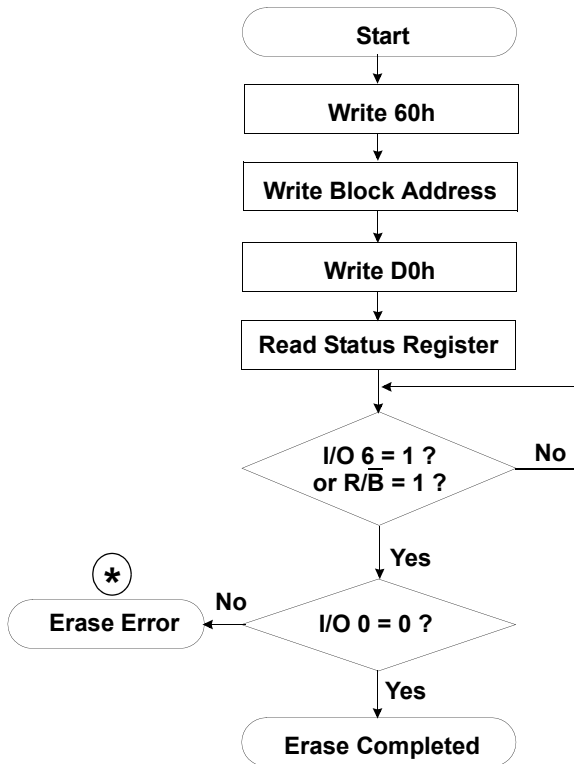 Start
Write 60h
Write Block Address
Write D0h
Read Status Register
I/O 6 = 1 ?
or R/B̅ = 1 ?
No
Yes
*
No
Erase Error
I/O 0 = 0 ?
Yes
Erase Completed